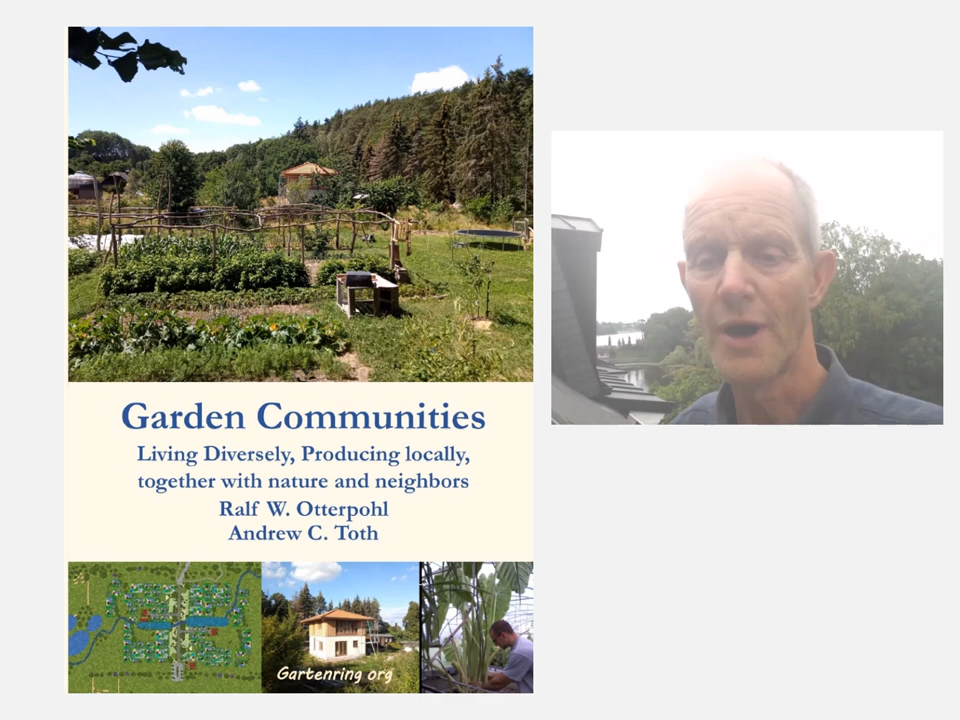 Garden Communities
Living Diversely, Producing locally,
together with nature and neighbors
Ralf W. Otterpohl
Andrew C. Toth
Gartenring org